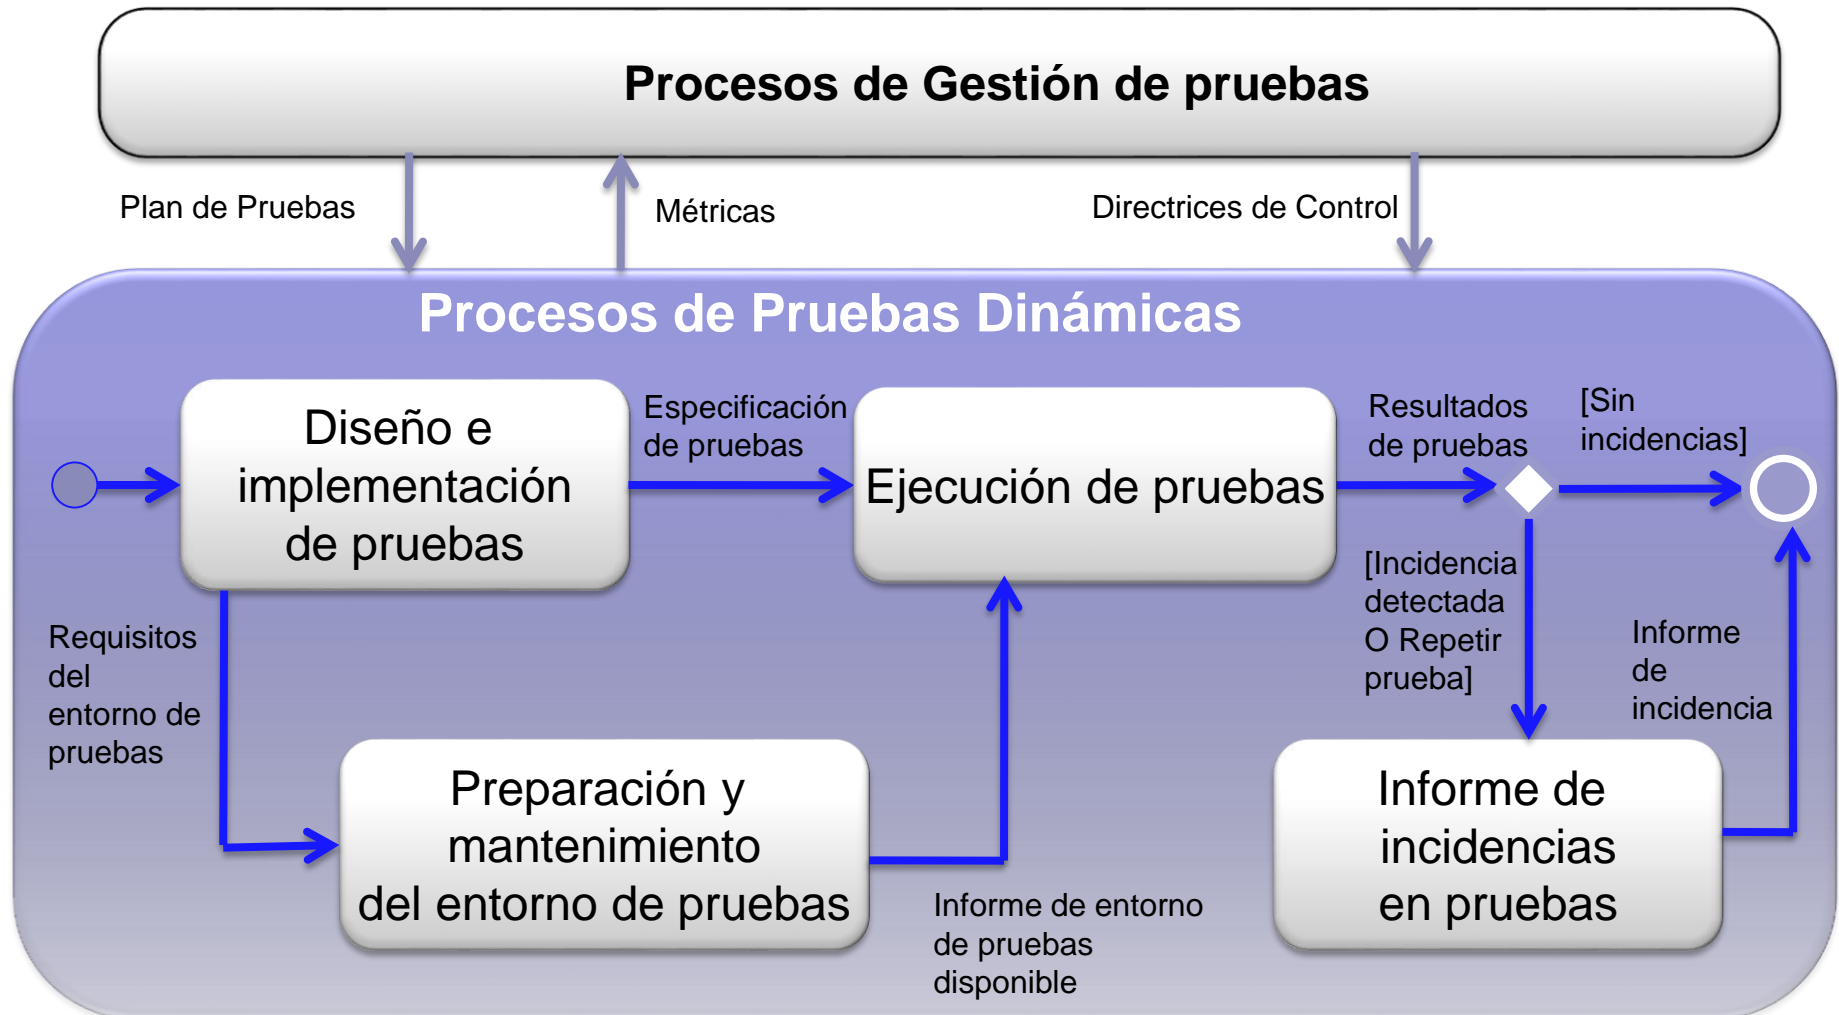 Procesos de Gestión de pruebas
Plan de Pruebas
Métricas
Directrices de Control
Procesos de Pruebas Dinámicas
Diseño e
implementación
de pruebas
Especificación
de pruebas
Ejecución de pruebas
Resultados
de pruebas
[Sin
incidencias]
[Incidencia
detectada
O Repetir
prueba]
Requisitos
del
entorno de
pruebas
Informe
de
incidencia
Preparación y
mantenimiento
del entorno de pruebas
Informe de entorno
de pruebas
disponible
Informe de
incidencias
en pruebas